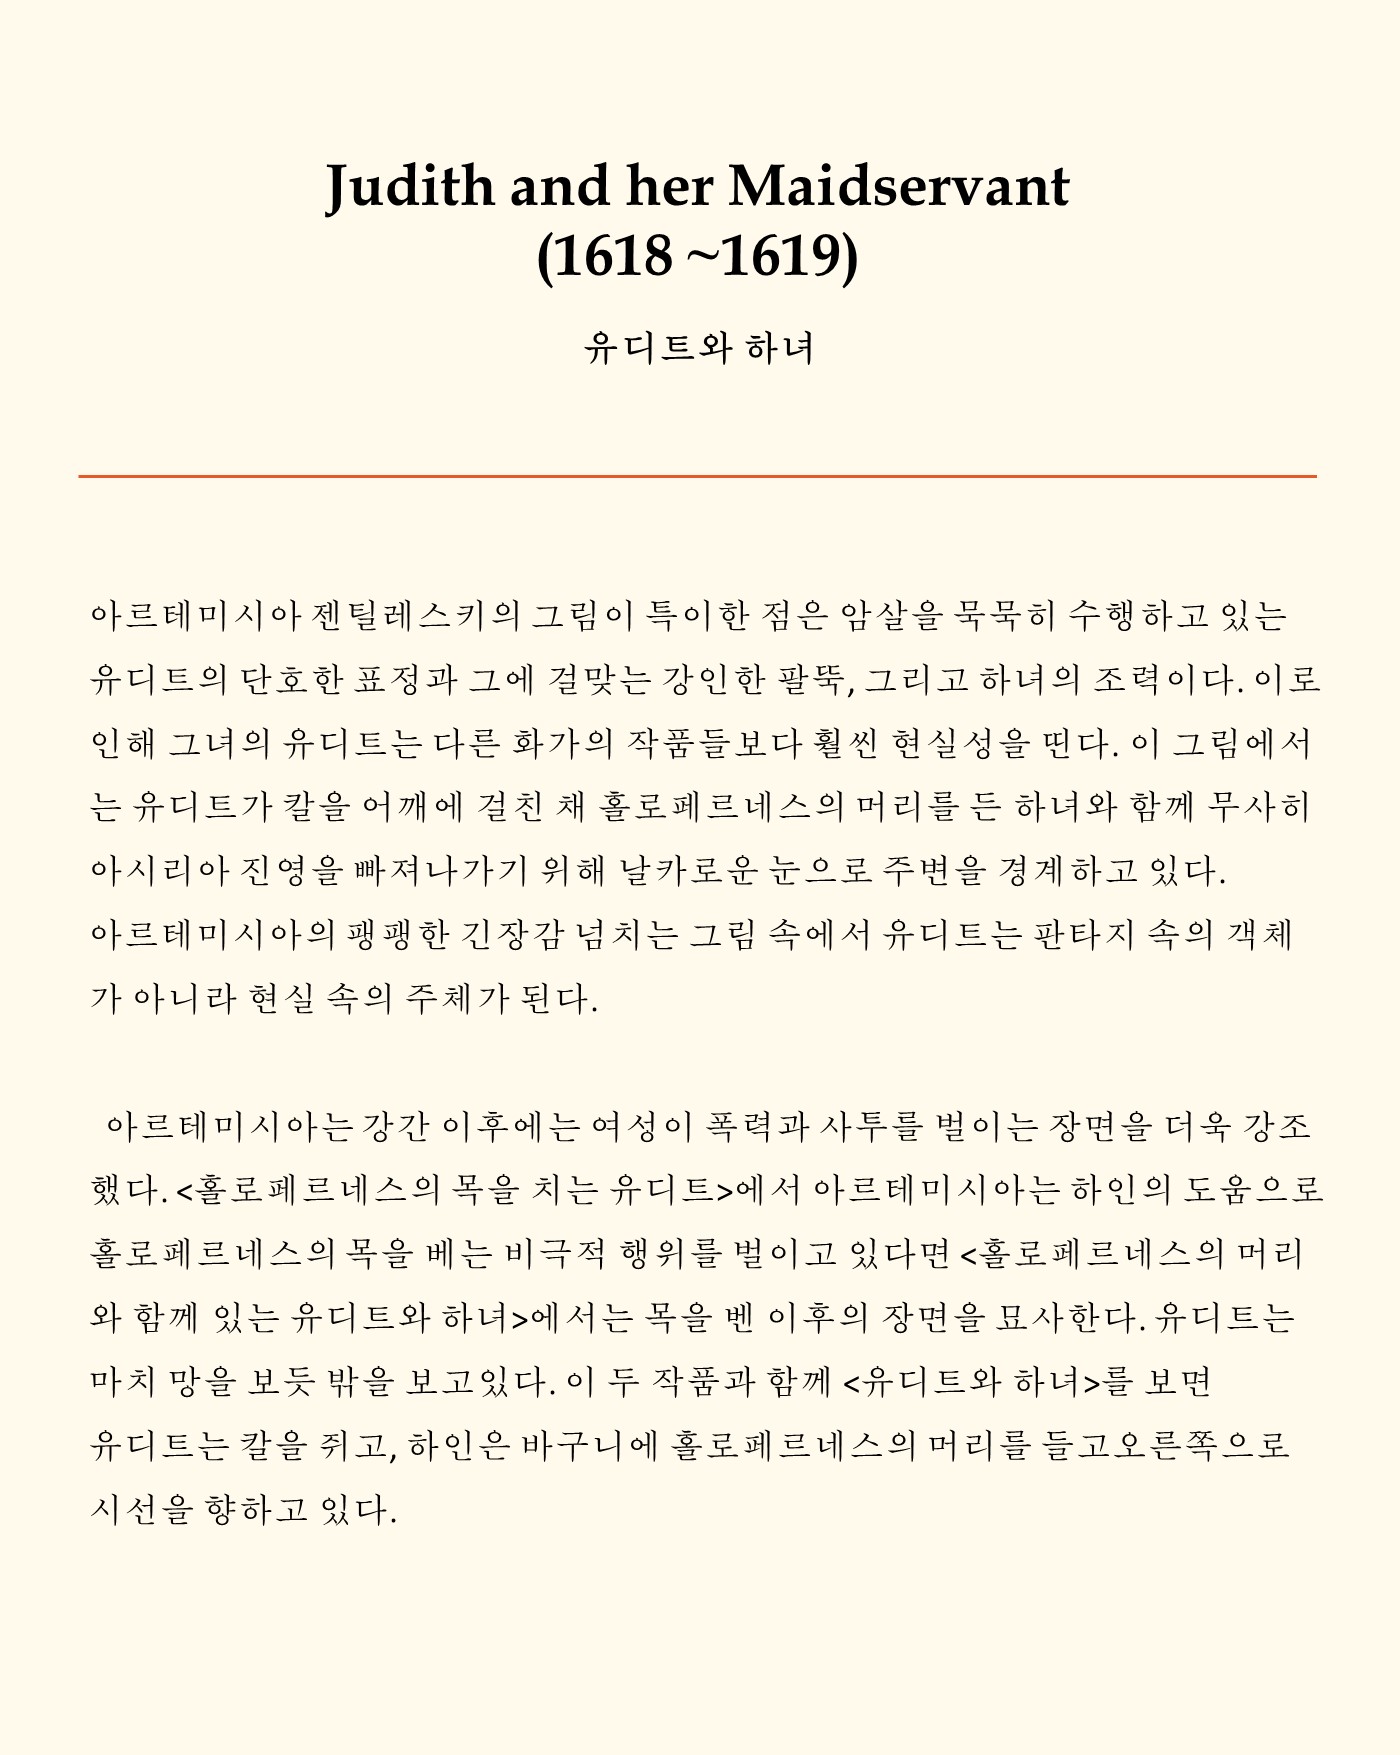 Judith and her Maidservant
(1618 ~1619)
유디트와 하녀
아르테미시아 젠틸레스키의 그림이 특이한 점은 암살을 묵묵히 수행하고 있는
유디트의 단호한 표정과 그에 걸맞는 강인한 팔뚝, 그리고 하녀의 조력이다. 이로
인해 그녀의 유디트는 다른 화가의 작품들보다 훨씬 현실성을 띤다. 이 그림에서
는 유디트가 칼을 어깨에 걸친 채 홀로페르네스의 머리를 든 하녀와 함께 무사히
아시리아 진영을 빠져나가기 위해 날카로운 눈으로 주변을 경계하고 있다.
아르테미시아의 팽팽한 긴장감 넘치는 그림 속에서 유디트는 판타지 속의 객체
가 아니라 현실 속의 주체가 된다.
아르테미시아는 강간 이후에는 여성이 폭력과 사투를 벌이는 장면을 더욱 강조
했다. <홀로페르네스의 목을 치는 유디트>에서 아르테미시아는 하인의 도움으로
홀로페르네스의 목을 베는 비극적 행위를 벌이고 있다면 <홀로페르네스의 머리
와 함께 있는 유디트와 하녀>에서는 목을 벤 이후의 장면을 묘사한다. 유디트는
마치 망을 보듯 밖을 보고있다. 이 두 작품과 함께 <유디트와 하녀>를 보면
유디트는 칼을 쥐고, 하인은 바구니에 홀로페르네스의 머리를 들고오른쪽으로
시선을 향하고 있다.